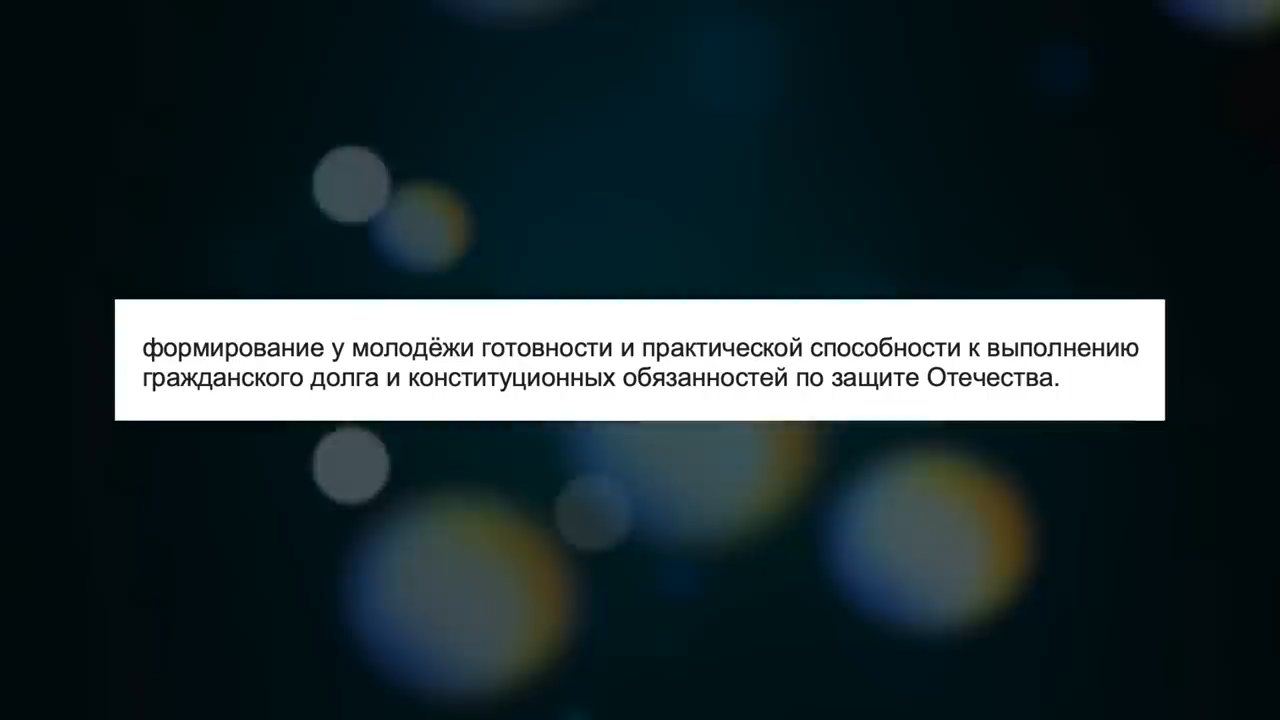 формирование у молодёжи готовности и практической способности к выполнению
гражданского долга и конституционных обязанностей по защите Отечества.